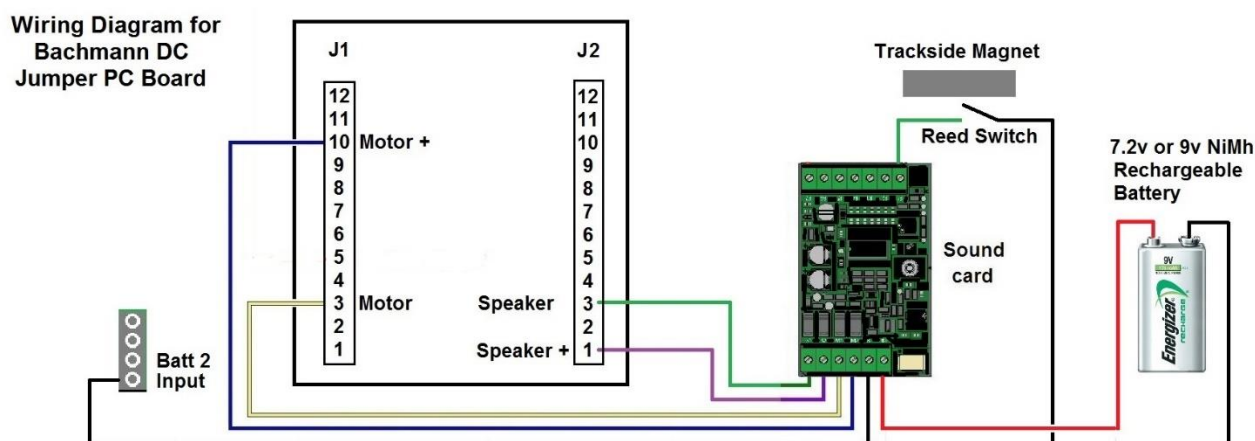 Wiring Diagram for
Bachmann DC
Jumper PC Board
J1
J2
12
11
10 Motor +
9
8
7
6
5
4
3 Motor
2
1
12
11
10
9
8
7
6
5
4
Speaker 3
2
Speaker + 1
Batt 2
Input
Trackside Magnet
Reed Switch
Sound
card
7.2v or 9v NiMh
Rechargeable
Battery
9V
Energizer
recharge